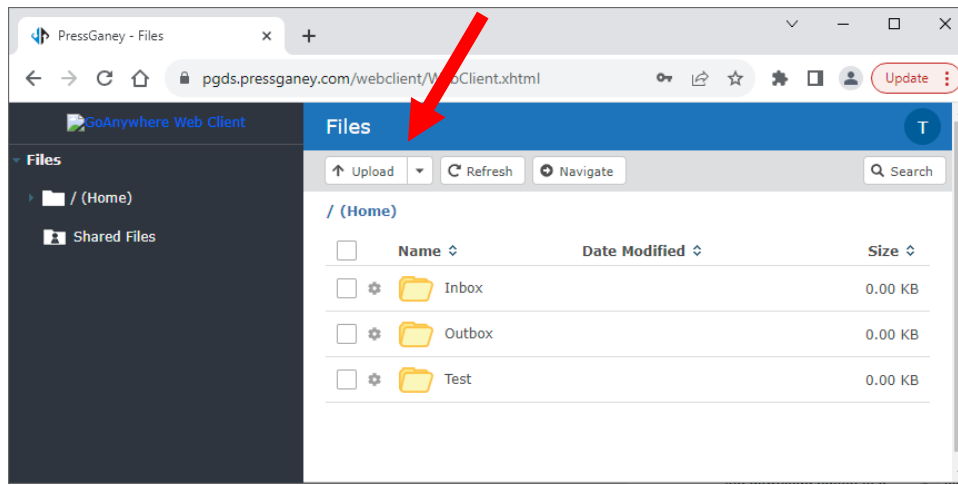 PressGaney - Files
pgds.pressganey.com/webclient/ Client.xhtml
Update
GoAnywhere Web Client
Files
T
Files
Upload Refresh Navigate Search
/ (Home)
/ (Home)
Shared Files
Name Date Modified Size
Inbox 0.00 KB
Outbox 0.00 KB
Test 0.00 KB